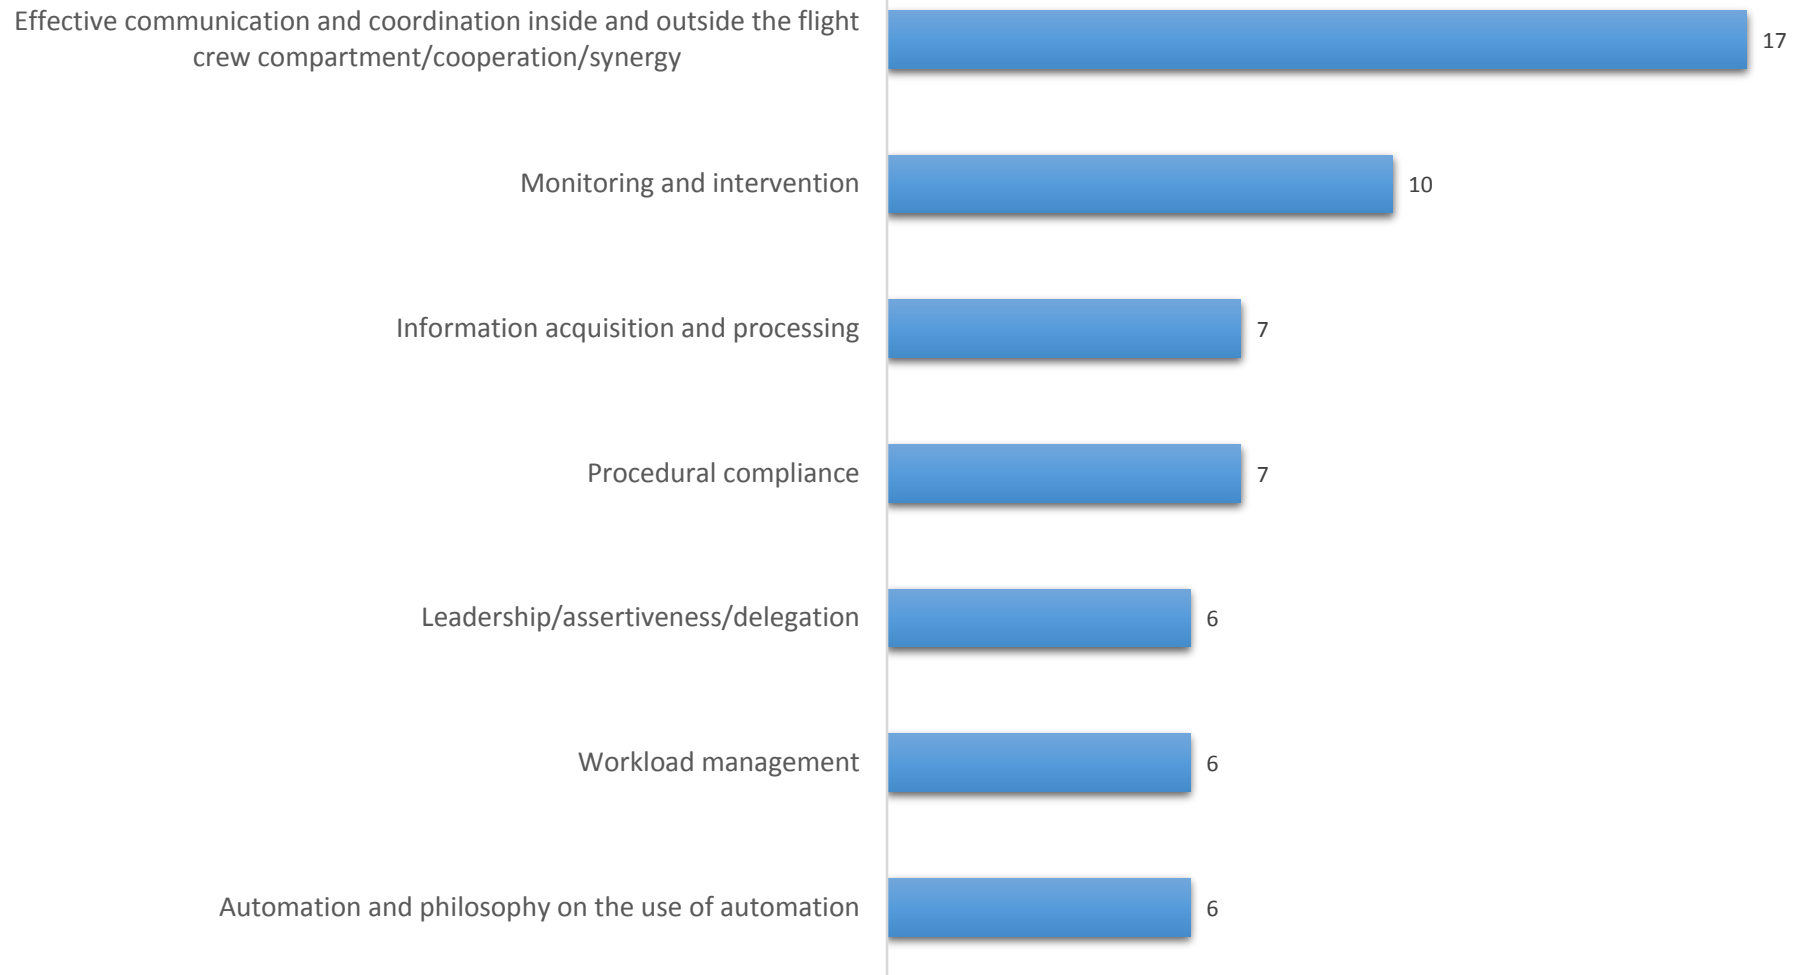 Effective communication and coordination inside and outside the flight
crew compartment/cooperation/synergy
17
Monitoring and intervention
10
Information acquisition and processing
7
Procedural compliance
7
Leadership/assertiveness/delegation
6
Workload management
6
Automation and philosophy on the use of automation
6